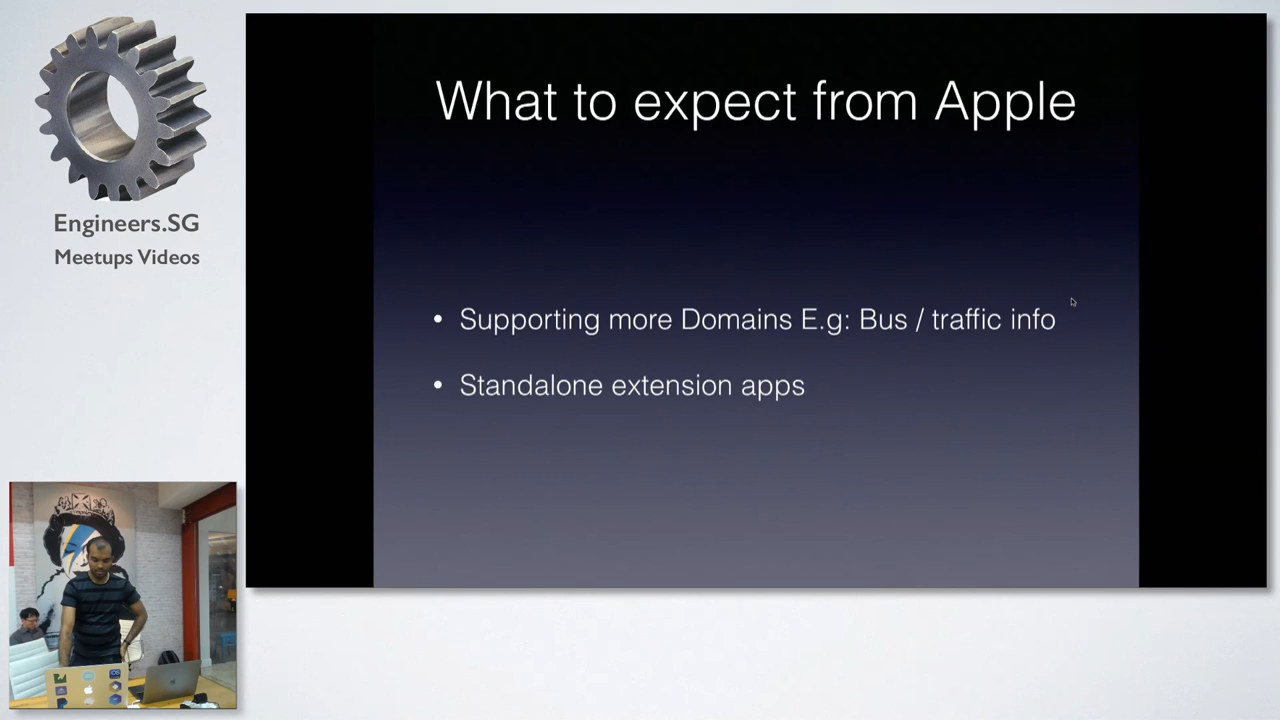 Engineers.SG
Meetups Videos
What to expect from Apple
• Supporting more Domains E.g: Bus / traffic info
• Standalone extension apps